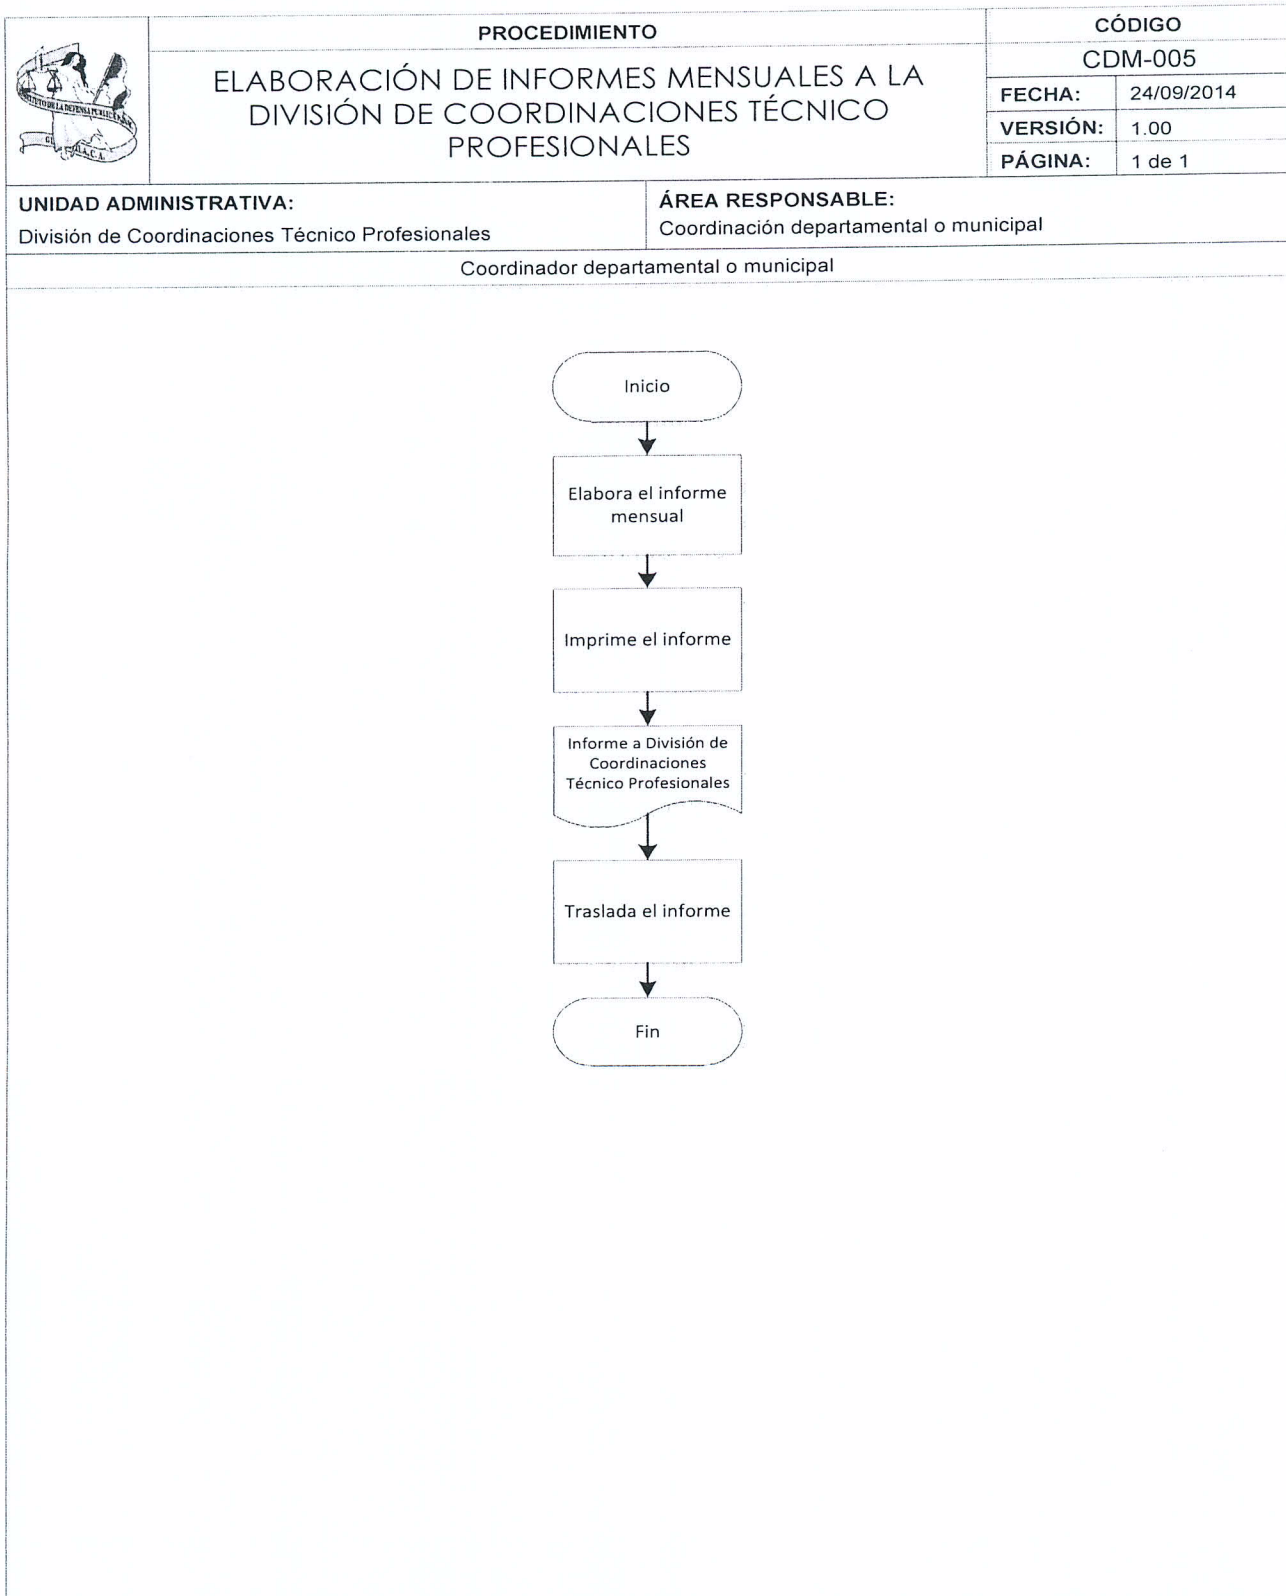 PROCEDIMIENTO
ELABORACIÓN DE INFORMES MENSUALES A LA
DIVISIÓN DE COORDINACIONES TÉCNICO
PROFESIONALES
CÓDIGO
CDM-005
FECHA: 24/09/2014
VERSIÓN: 1.00
PÁGINA: 1 de 1
UNIDAD ADMINISTRATIVA:
División de Coordinaciones Técnico Profesionales
ÁREA RESPONSABLE:
Coordinación departamental o municipal
Coordinador departamental o municipal
Inicio
Elabora el informe
mensual
Imprime el informe
Informe a División de
Coordinaciones
Técnico Profesionales
Traslada el informe
Fin